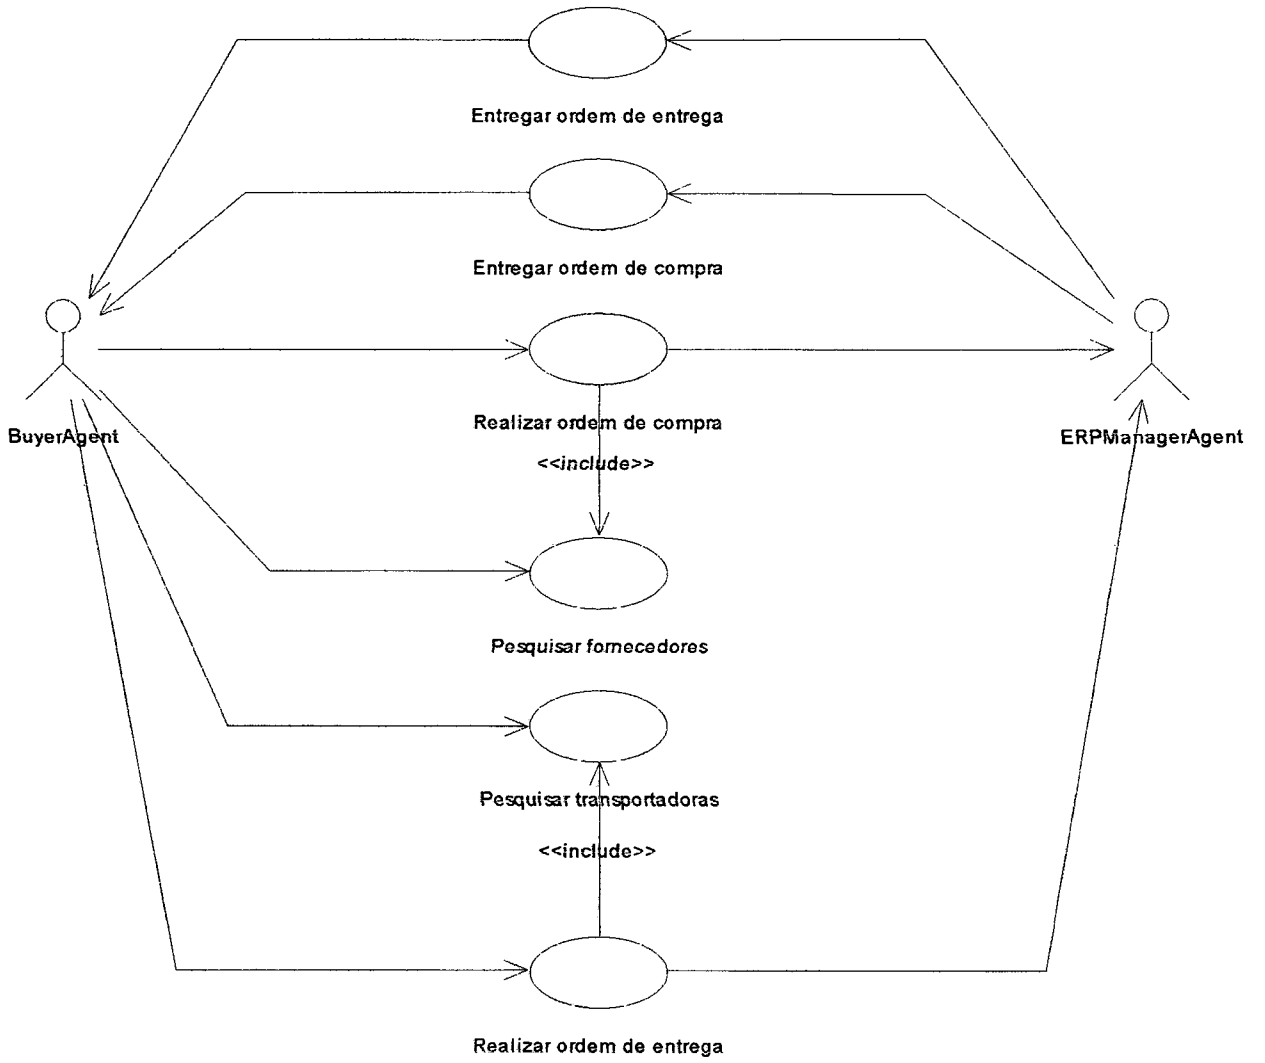 Entregar ordem de entrega
Entregar ordem de compra
BuyerAgent
ERPManagerAgent
Realizar ordem de compra
<<include>>
Pesquisar fornecedores
Pesquisar transportadoras
<<include>>
Realizar ordem de entrega